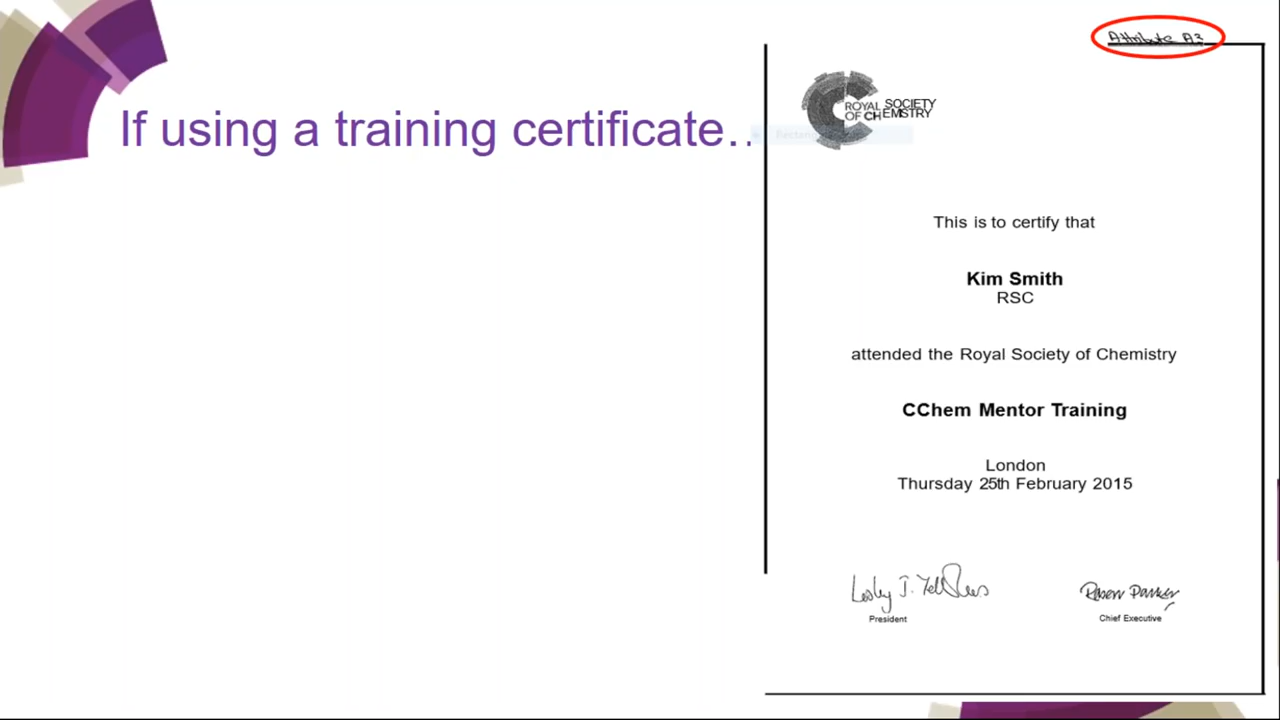 Attribute A3
If using a training certificate..
ROYAL SOCIETY
OF CHEMISTRY
This is to certify that
Kim Smith
RSC
attended the Royal Society of Chemistry
CChem Mentor Training
London
Thursday 25th February 2015
President
Chief Executive